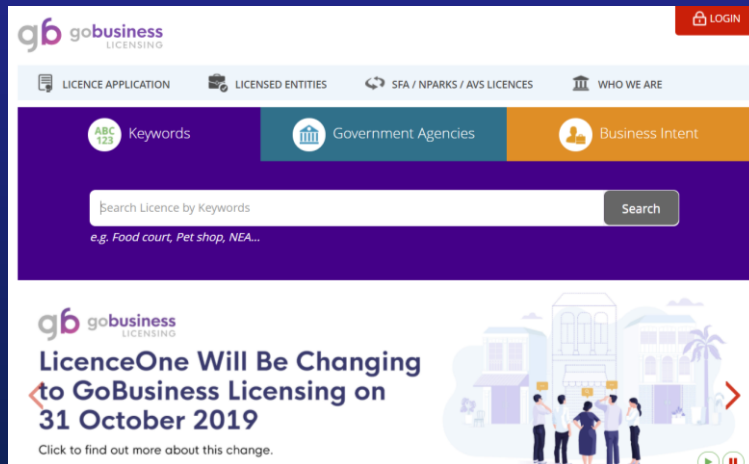 gb gobusiness
LICENSING
LOGIN
LICENCE APPLICATION LICENSED ENTITIES SFA / NPARKS / AVS LICENCES WHO WE ARE
ABC
123
Keywords Government Agencies Business Intent
Search Licence by Keywords Search
e.g. Food court, Pet shop, NEA...
gb gobusiness
LICENSING
LicenceOne Will Be Changing
to GoBusiness Licensing on
31 October 2019
Click to find out more about this change.